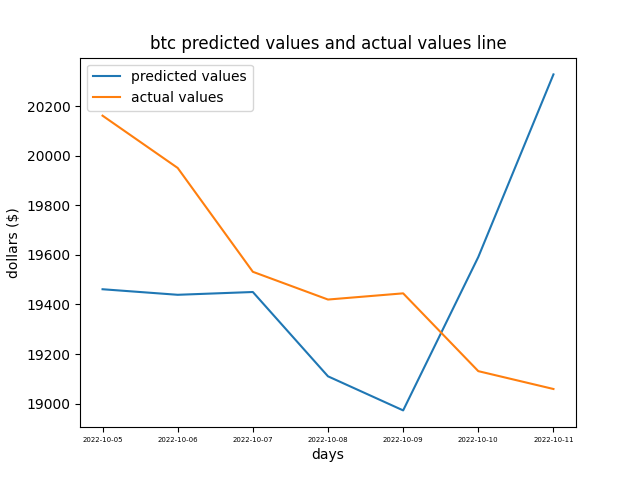 btc predicted values and actual values line
predicted values
actual values
dollars ($)
20200
20000
19800
19600
19400
19200
19000
2022-10-05 2022-10-06 2022-10-07 2022-10-08 2022-10-09 2022-10-10 2022-10-11
days